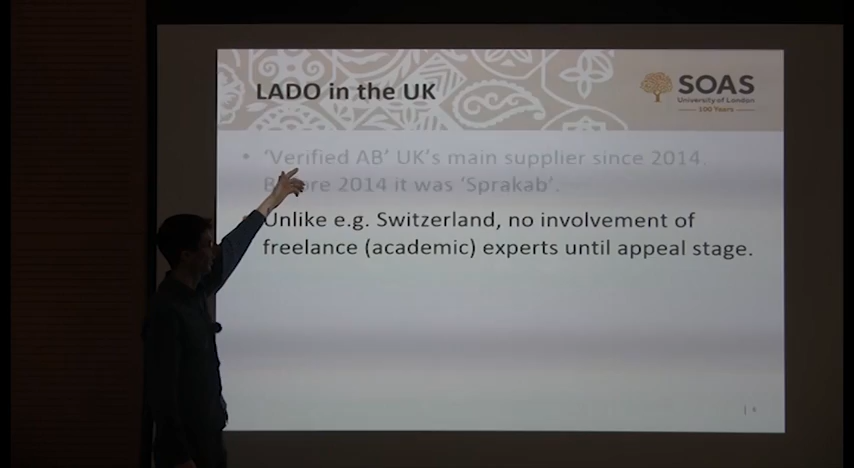 LADO in the UK
SOAS
University of London
100 Years
• 'Verified AB' UK's main supplier since 2014.
2014 it was 'Sprakab'.
Unlike e.g. Switzerland, no involvement of
freelance (academic) experts until appeal stage.